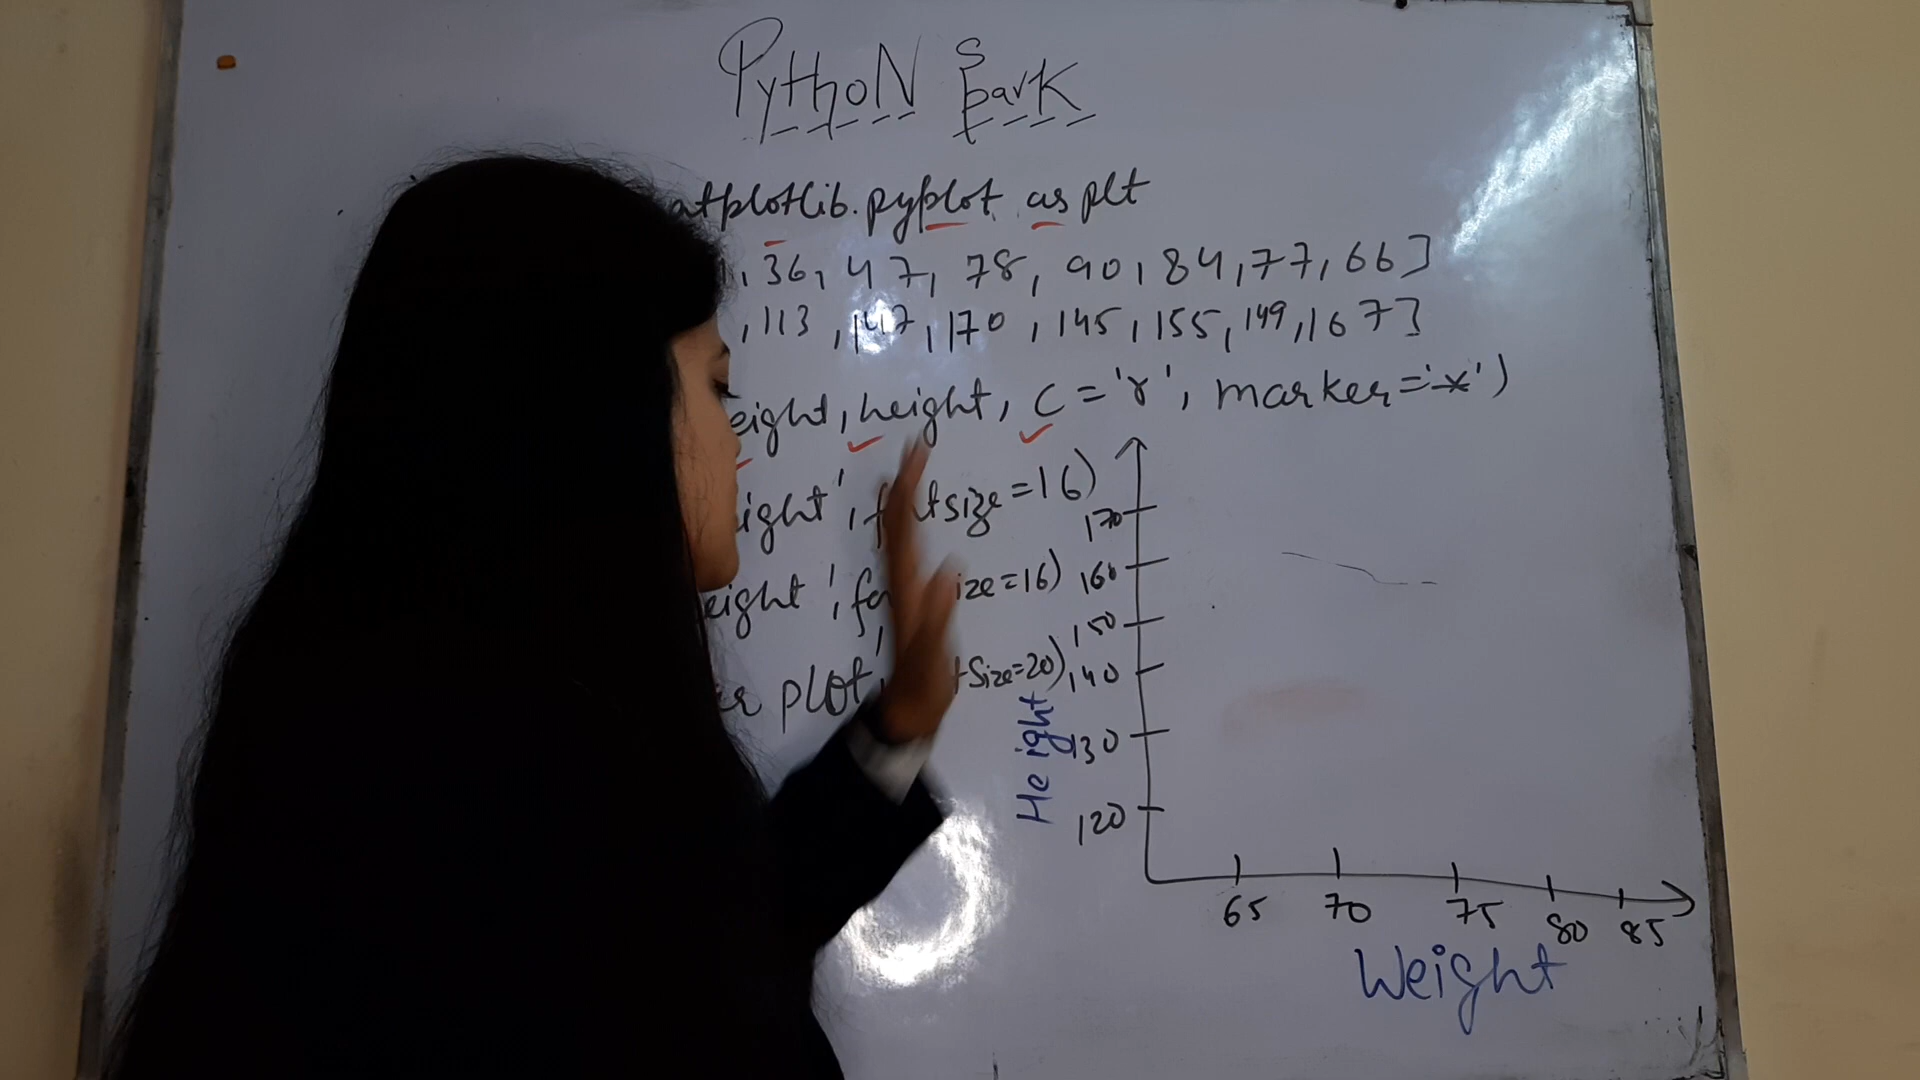 PythoN Spark
atplotlib.pyplot as plt
, 36, 47, 78, 90, 84, 77, 66]
, 113, 147, 170, 145, 155, 149, 167]
eight, height, c = 'r', marker = 'x')
ight', fontsize = 16)
eight', fontsize = 16)
er plot', fontsize = 20)
170
160
150
140
130
120
Height
65 70 75 80 85
Weight